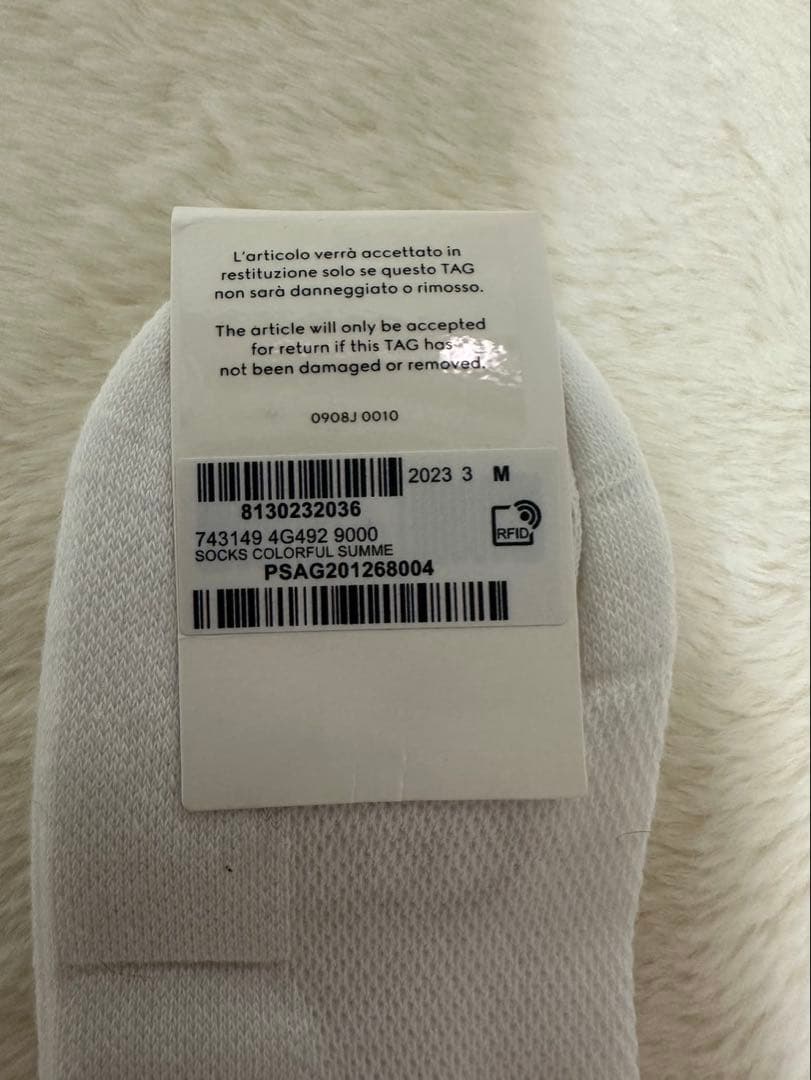 L'articolo verrà accettato in
restituzione solo se questo TAG
non sarà danneggiato o rimosso.
The article will only be accepted
for return if this TAG has
not been damaged or removed.
0908J 0010
2023 3 M
8130232036
743149 4G492 9000
RFID
SOCKS COLORFUL SUMME
PSAG201268004